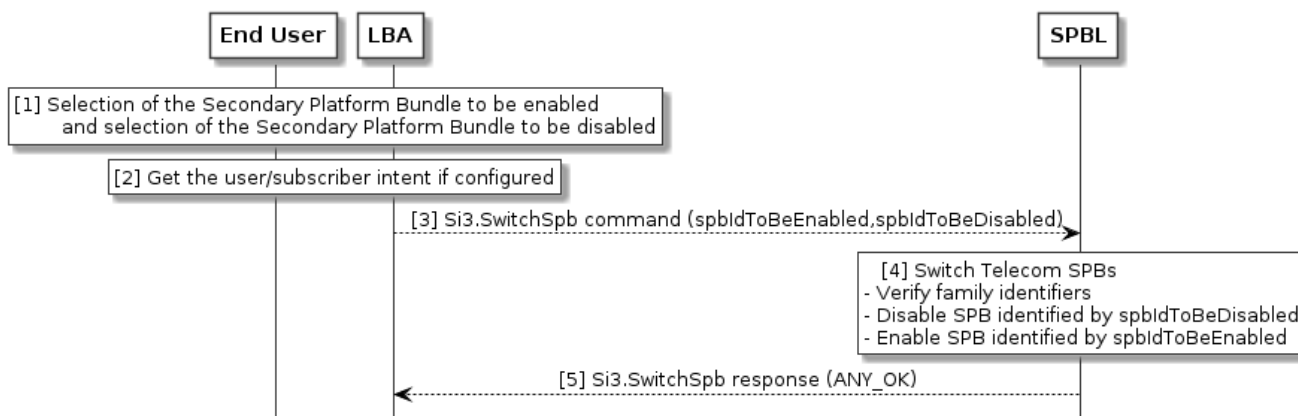 End User
LBA
SPBL
[1] Selection of the Secondary Platform Bundle to be enabled
and selection of the Secondary Platform Bundle to be disabled
[2] Get the user/subscriber intent if configured
[3] Si3.SwitchSpb command (spbIdToBeEnabled,spbIdToBeDisabled)
[4] Switch Telecom SPBs
- Verify family identifiers
- Disable SPB identified by spbIdToBeDisabled
- Enable SPB identified by spbIdToBeEnabled
[5] Si3.SwitchSpb response (ANY_OK)